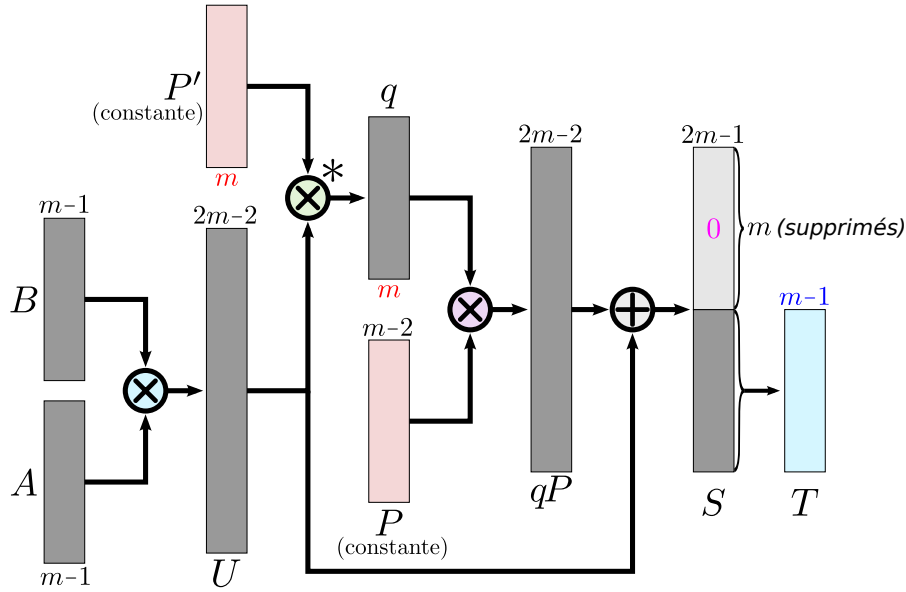 P′
(constante)
m
*
q
m
m-1
B
A
m-1
2m-2
U
m-2
P
(constante)
2m-2
qP
2m-1
0
m (supprimés)
S
m-1
T